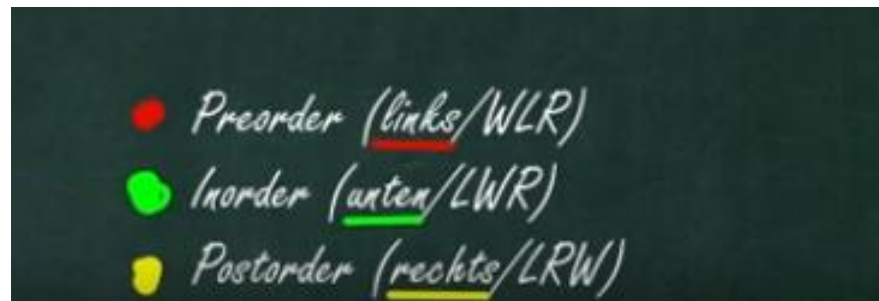 Preorder (links/WLR)
Inorder (unten/LWR)
Postorder (rechts/LRW)